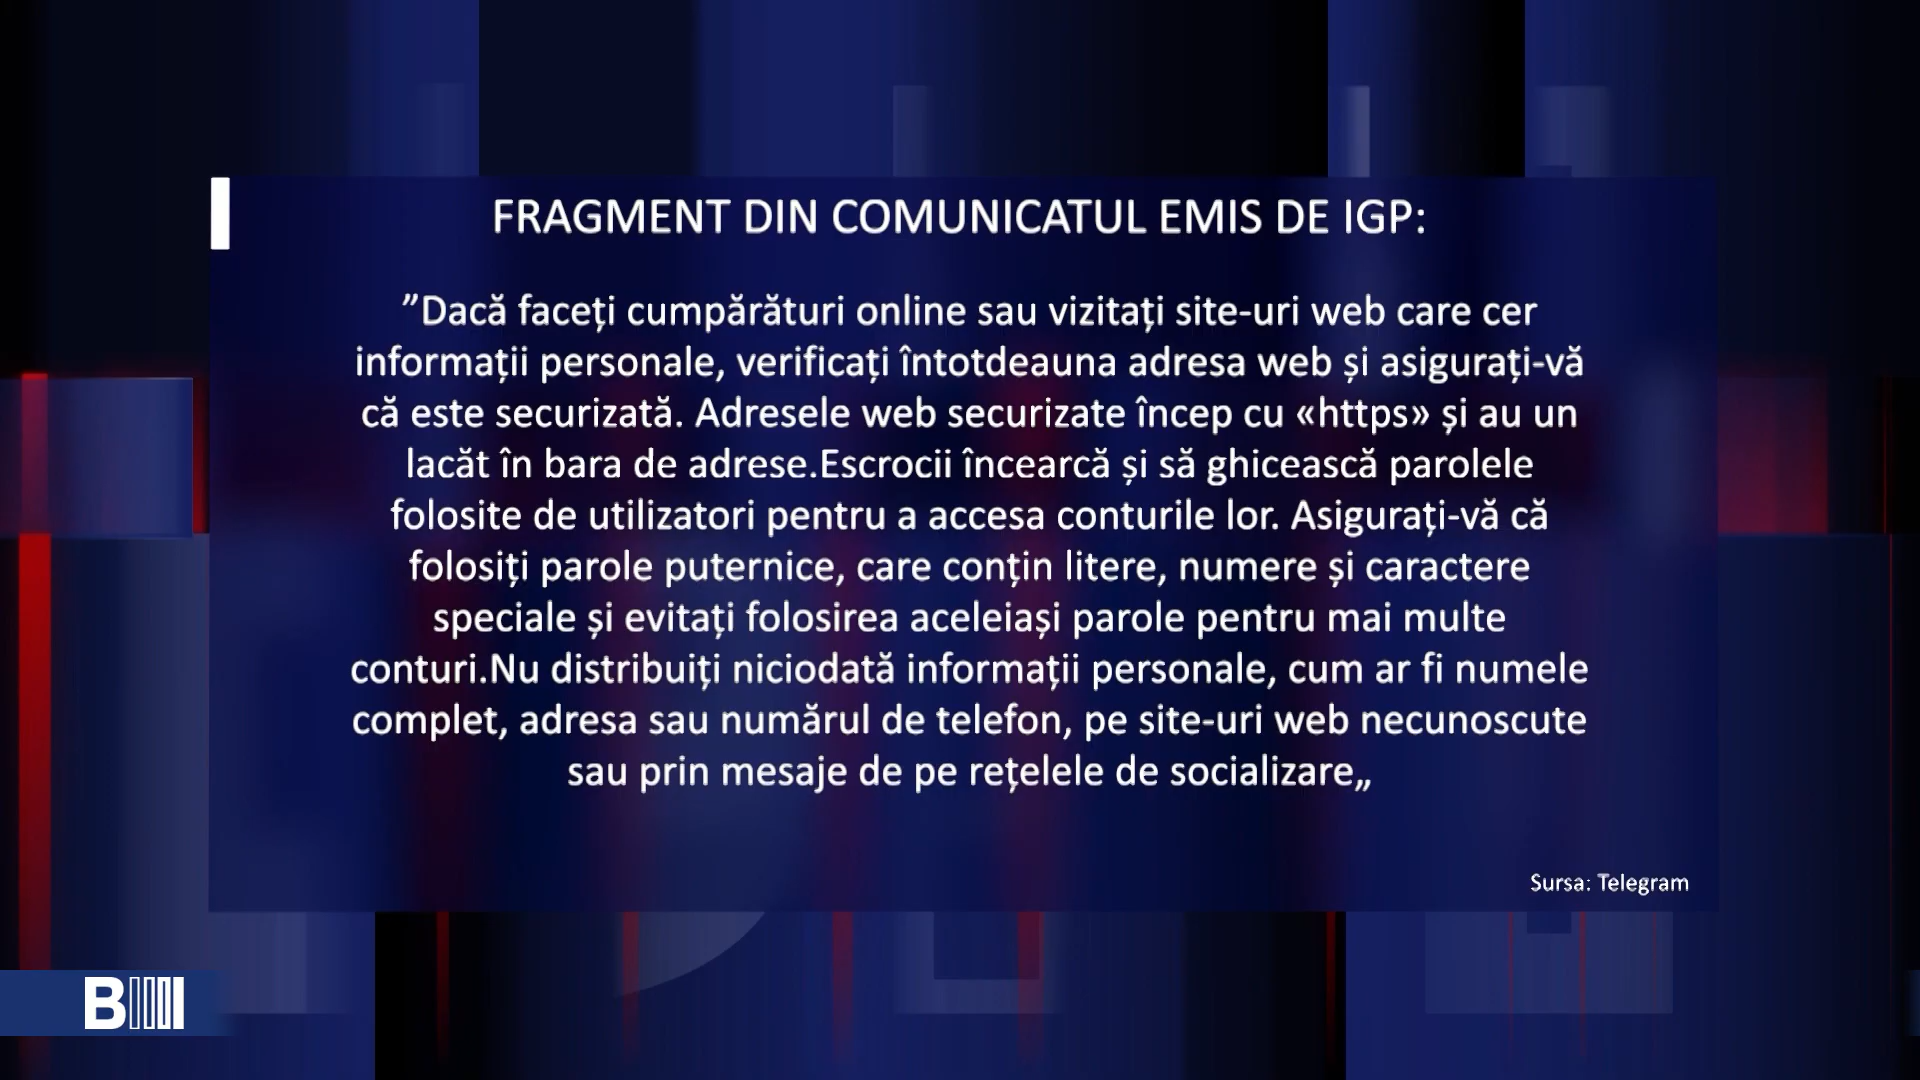 FRAGMENT DIN COMUNICATUL EMIS DE IGP:
”Dacă faceți cumpărături online sau vizitați site-uri web care cer
informații personale, verificați întotdeauna adresa web și asigurați-vă
că este securizată. Adresele web securizate încep cu «https» și au un
lacăt în bara de adrese.Escrocii încearcă și să ghicească parolele
folosite de utilizatori pentru a accesa conturile lor. Asigurați-vă că
folosiți parole puternice, care conțin litere, numere și caractere
speciale și evitați folosirea aceleiași parole pentru mai multe
conturi.Nu distribuiți niciodată informații personale, cum ar fi numele
complet, adresa sau numărul de telefon, pe site-uri web necunoscute
sau prin mesaje de pe rețelele de socializare„
Sursa: Telegram
B